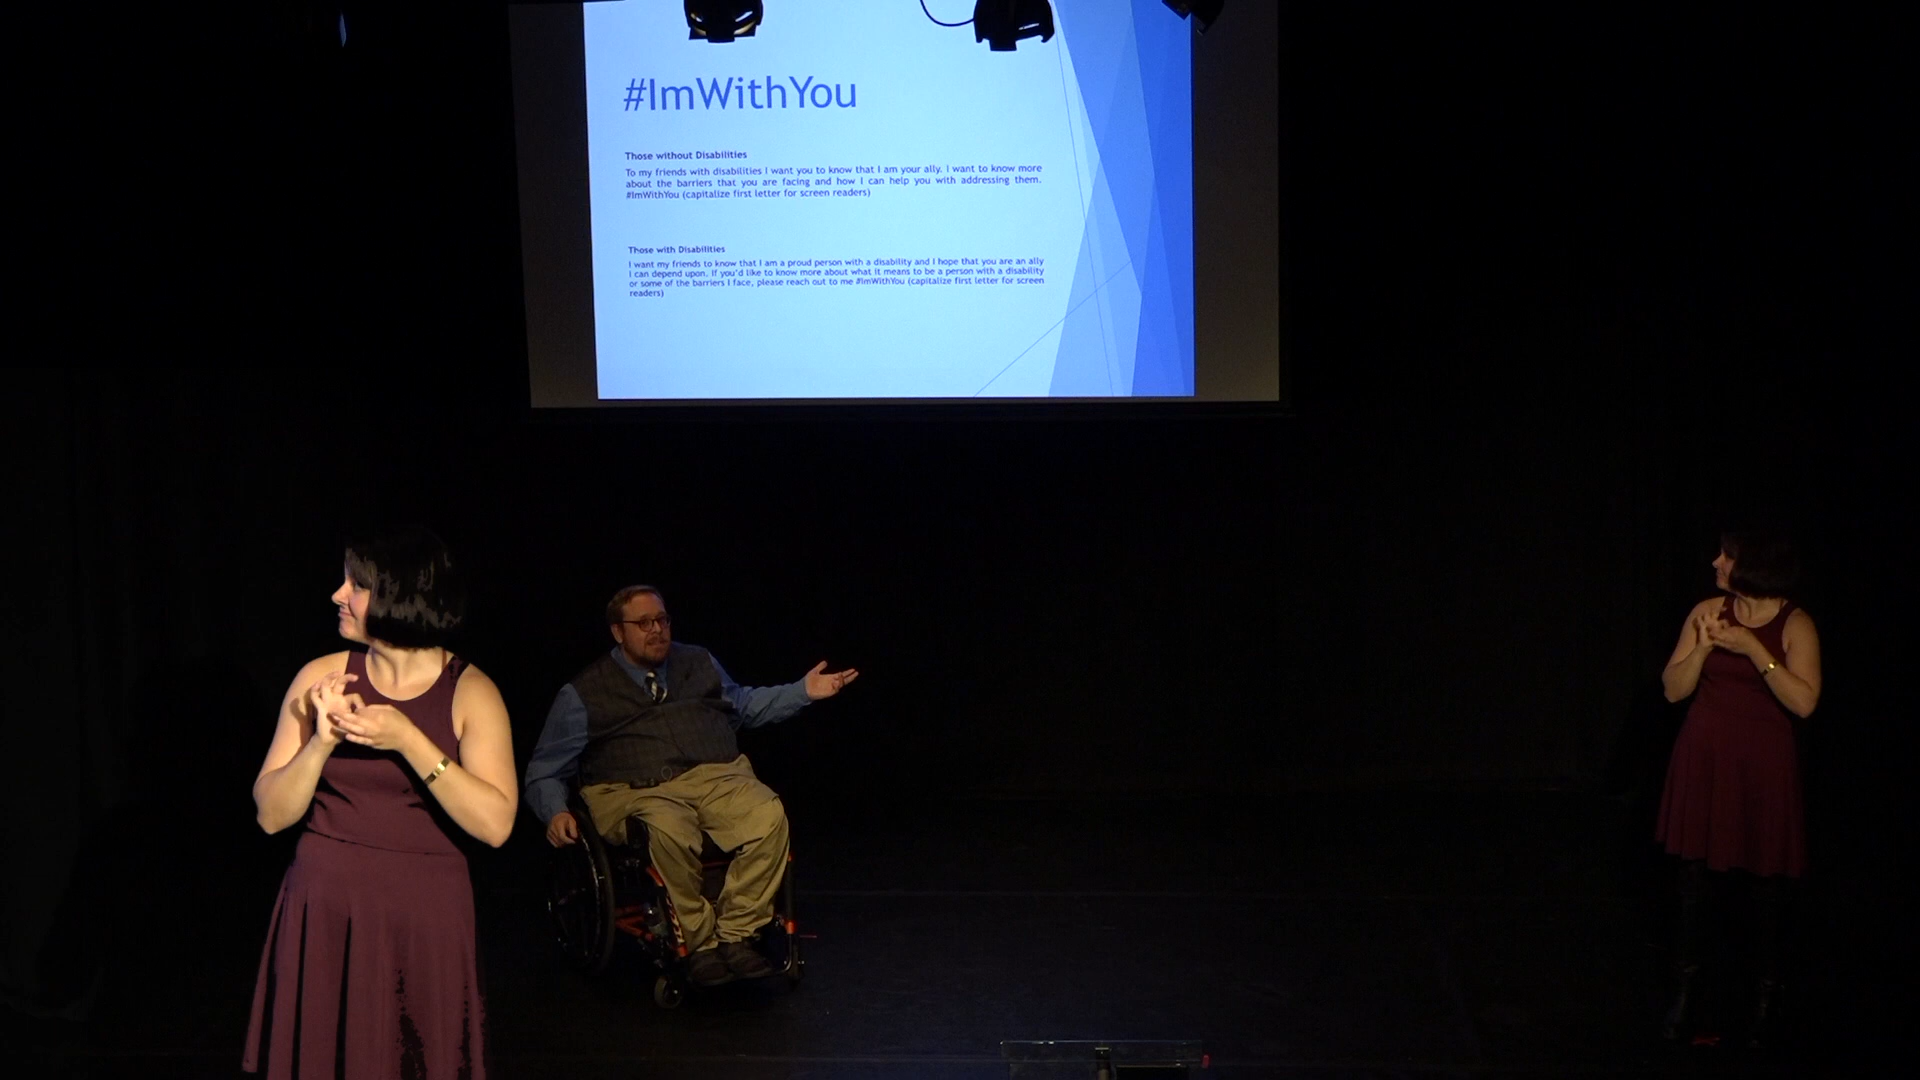 #ImWithYou
Those without Disabilities
To my friends with disabilities I want you to know that I am your ally. I want to know more
about the barriers that you are facing and how I can help you with addressing them.
#ImWithYou (capitalize first letter for screen readers)
Those with Disabilities
I want my friends to know that I am a proud person with a disability and I hope that you are an ally
I can depend upon. If you'd like to know more about what it means to be a person with a disability
or some of the barriers I face, please reach out to me #ImWithYou (capitalize first letter for screen
readers)